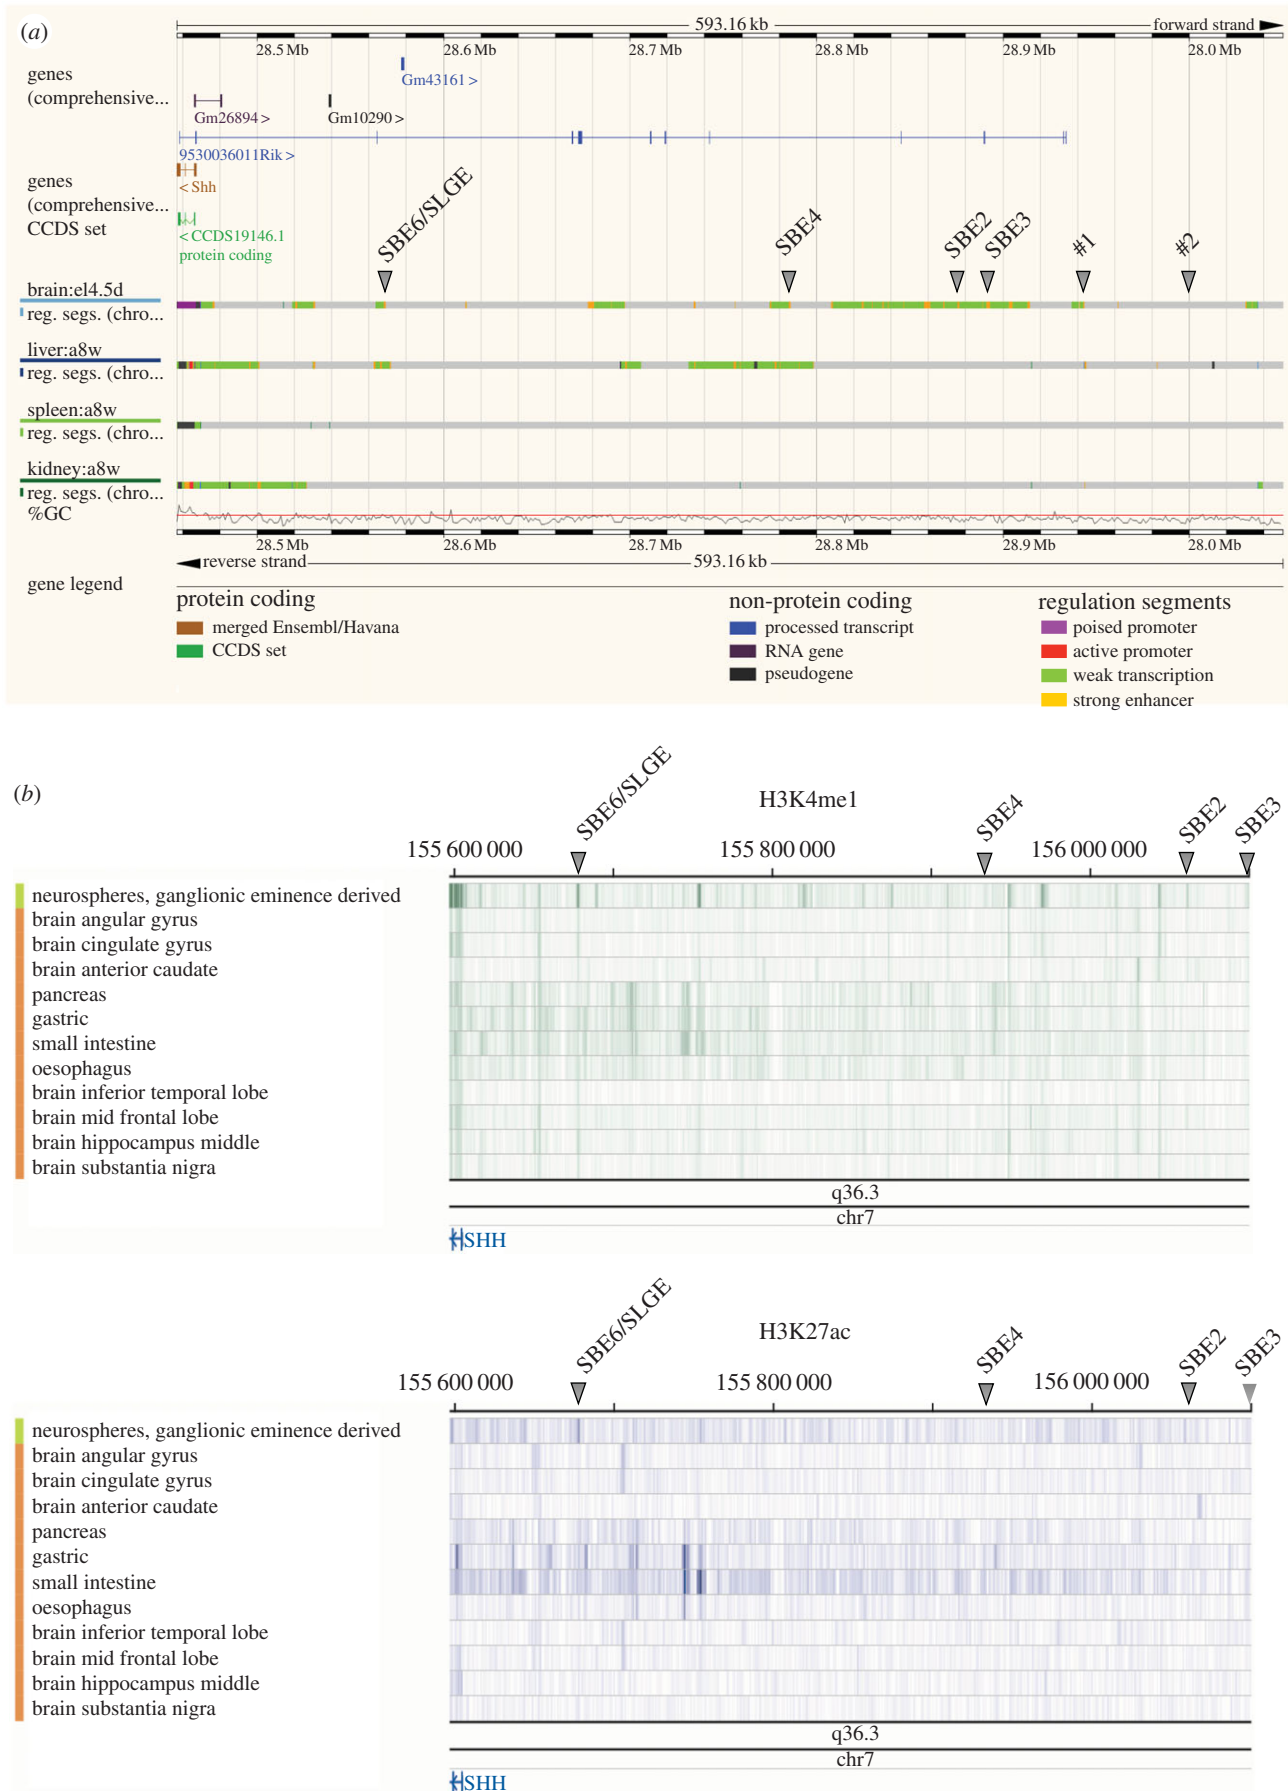 (a)
593.16 kb
forward strand
28.5 Mb 28.6 Mb 28.7 Mb 28.8 Mb 28.9 Mb 28.0 Mb
genes
(comprehensive...
Gm43161 >
Gm26894 >
Gm10290 >
9530036011Rik >
genes
(comprehensive...
< Shh
CCDS set
< CCDS19146.1
protein coding
SBE6/SLGE
SBE4
SBE2
SBE3
#1
#2
brain:el4.5d
reg. segs. (chro...
liver:a8w
reg. segs. (chro...
spleen:a8w
reg. segs. (chro...
kidney:a8w
reg. segs. (chro...
%GC
28.5 Mb 28.6 Mb 28.7 Mb 28.8 Mb 28.9 Mb 28.0 Mb
reverse strand
593.16 kb
gene legend
protein coding
merged Ensembl/Havana
CCDS set
non-protein coding
processed transcript
RNA gene
pseudogene
regulation segments
poised promoter
active promoter
weak transcription
strong enhancer
(b)
SBE6/SLGE
H3K4me1
SBE4
SBE2
SBE3
155 600 000 155 800 000 156 000 000
neurospheres, ganglionic eminence derived
brain angular gyrus
brain cingulate gyrus
brain anterior caudate
pancreas
gastric
small intestine
oesophagus
brain inferior temporal lobe
brain mid frontal lobe
brain hippocampus middle
brain substantia nigra
q36.3
chr7
SHH
SBE6/SLGE
H3K27ac
SBE4
SBE2
SBE3
155 600 000 155 800 000 156 000 000
neurospheres, ganglionic eminence derived
brain angular gyrus
brain cingulate gyrus
brain anterior caudate
pancreas
gastric
small intestine
oesophagus
brain inferior temporal lobe
brain mid frontal lobe
brain hippocampus middle
brain substantia nigra
q36.3
chr7
SHH